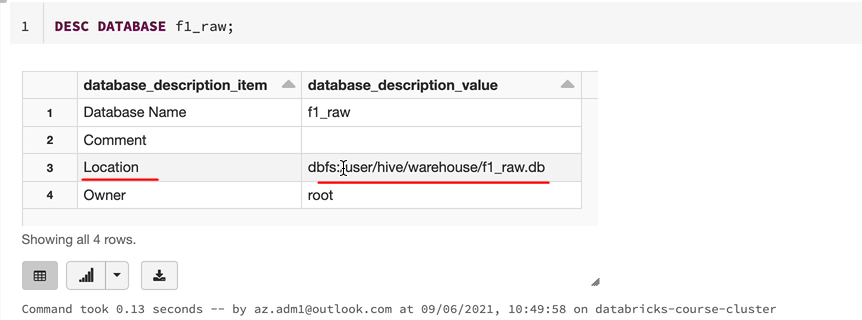 1 DESC DATABASE f1_raw;
database_description_item database_description_value
1 Database Name f1_raw
2 Comment
3 Location dbfs:/user/hive/warehouse/f1_raw.db
4 Owner root
Showing all 4 rows.
Command took 0.13 seconds -- by az.adm1@outlook.com at 09/06/2021, 10:49:58 on databricks-course-cluster